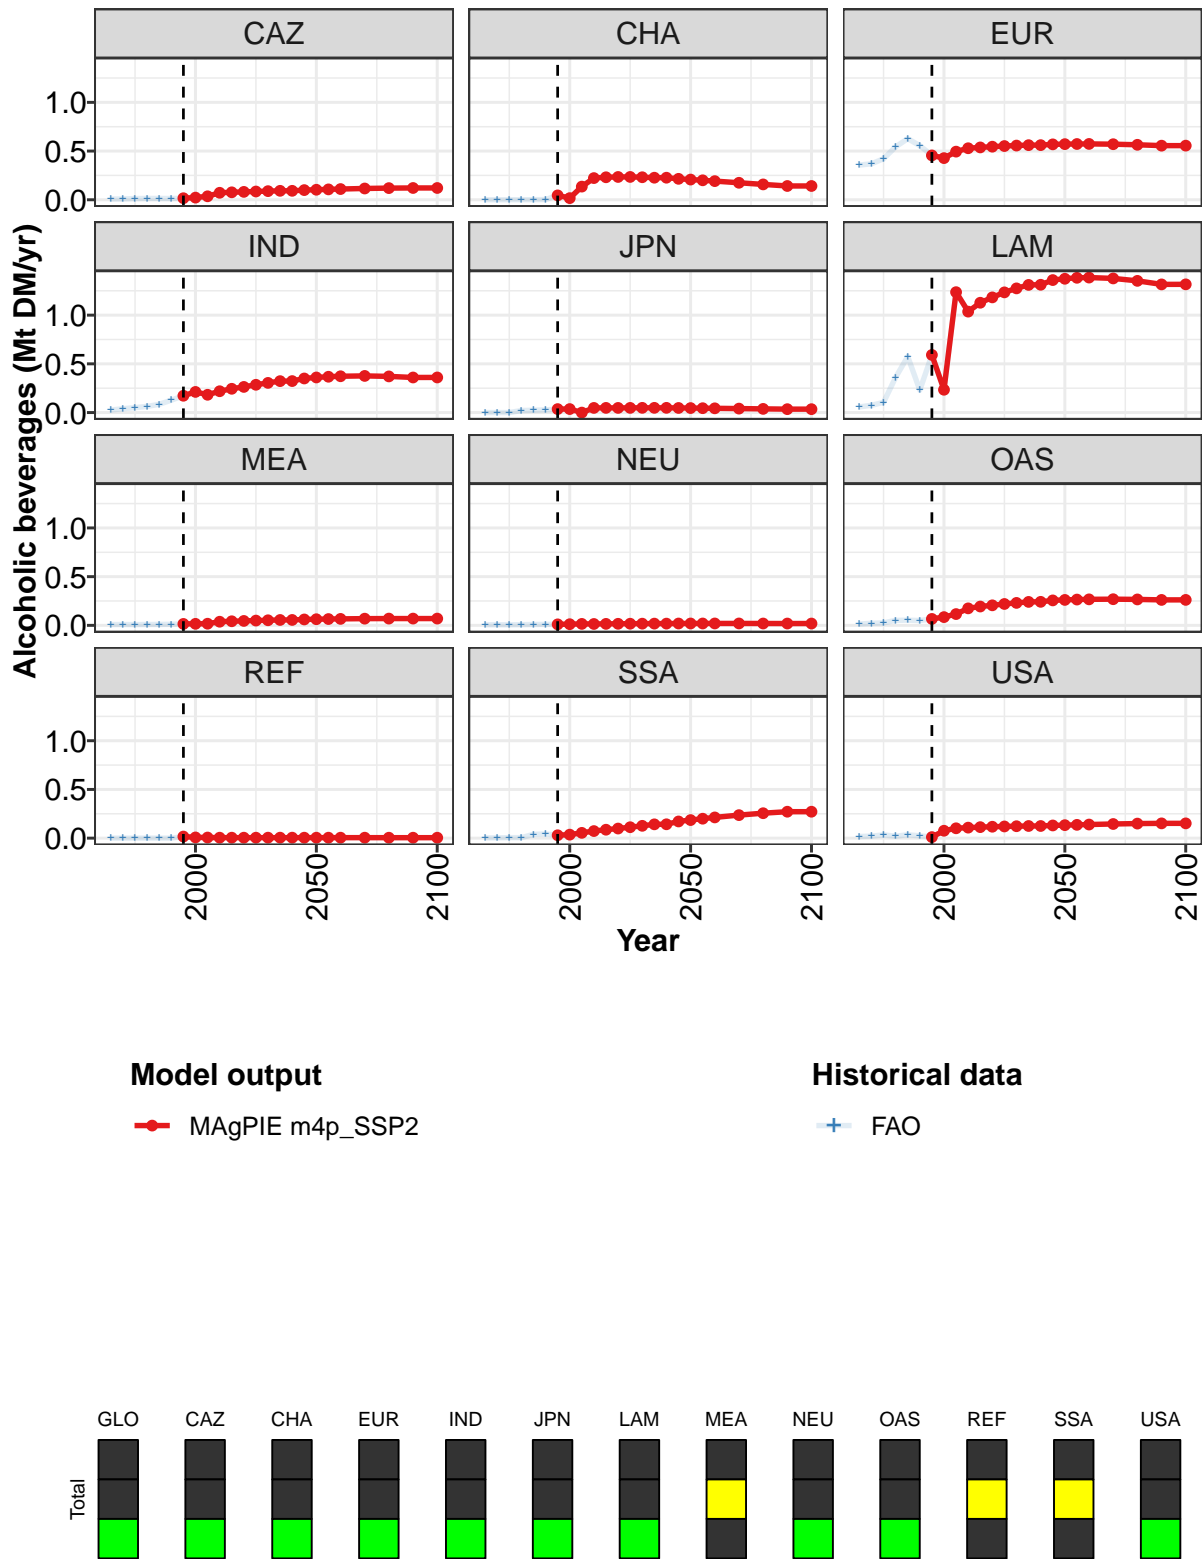 CAZ CHA EUR
1.0
0.5
0.0
IND JPN LAM
1.0
0.5
0.0
MEA NEU OAS
1.0
0.5
0.0
REF SSA USA
1.0
0.5
0.0
Alcoholic beverages (Mt DM/yr)
2000 2050 2100 2000 2050 2100 2000 2050 2100
Year
Model output Historical data
MAgPIE m4p_SSP2 FAO
GLO CAZ CHA EUR IND JPN LAM MEA NEU OAS REF SSA USA
Total